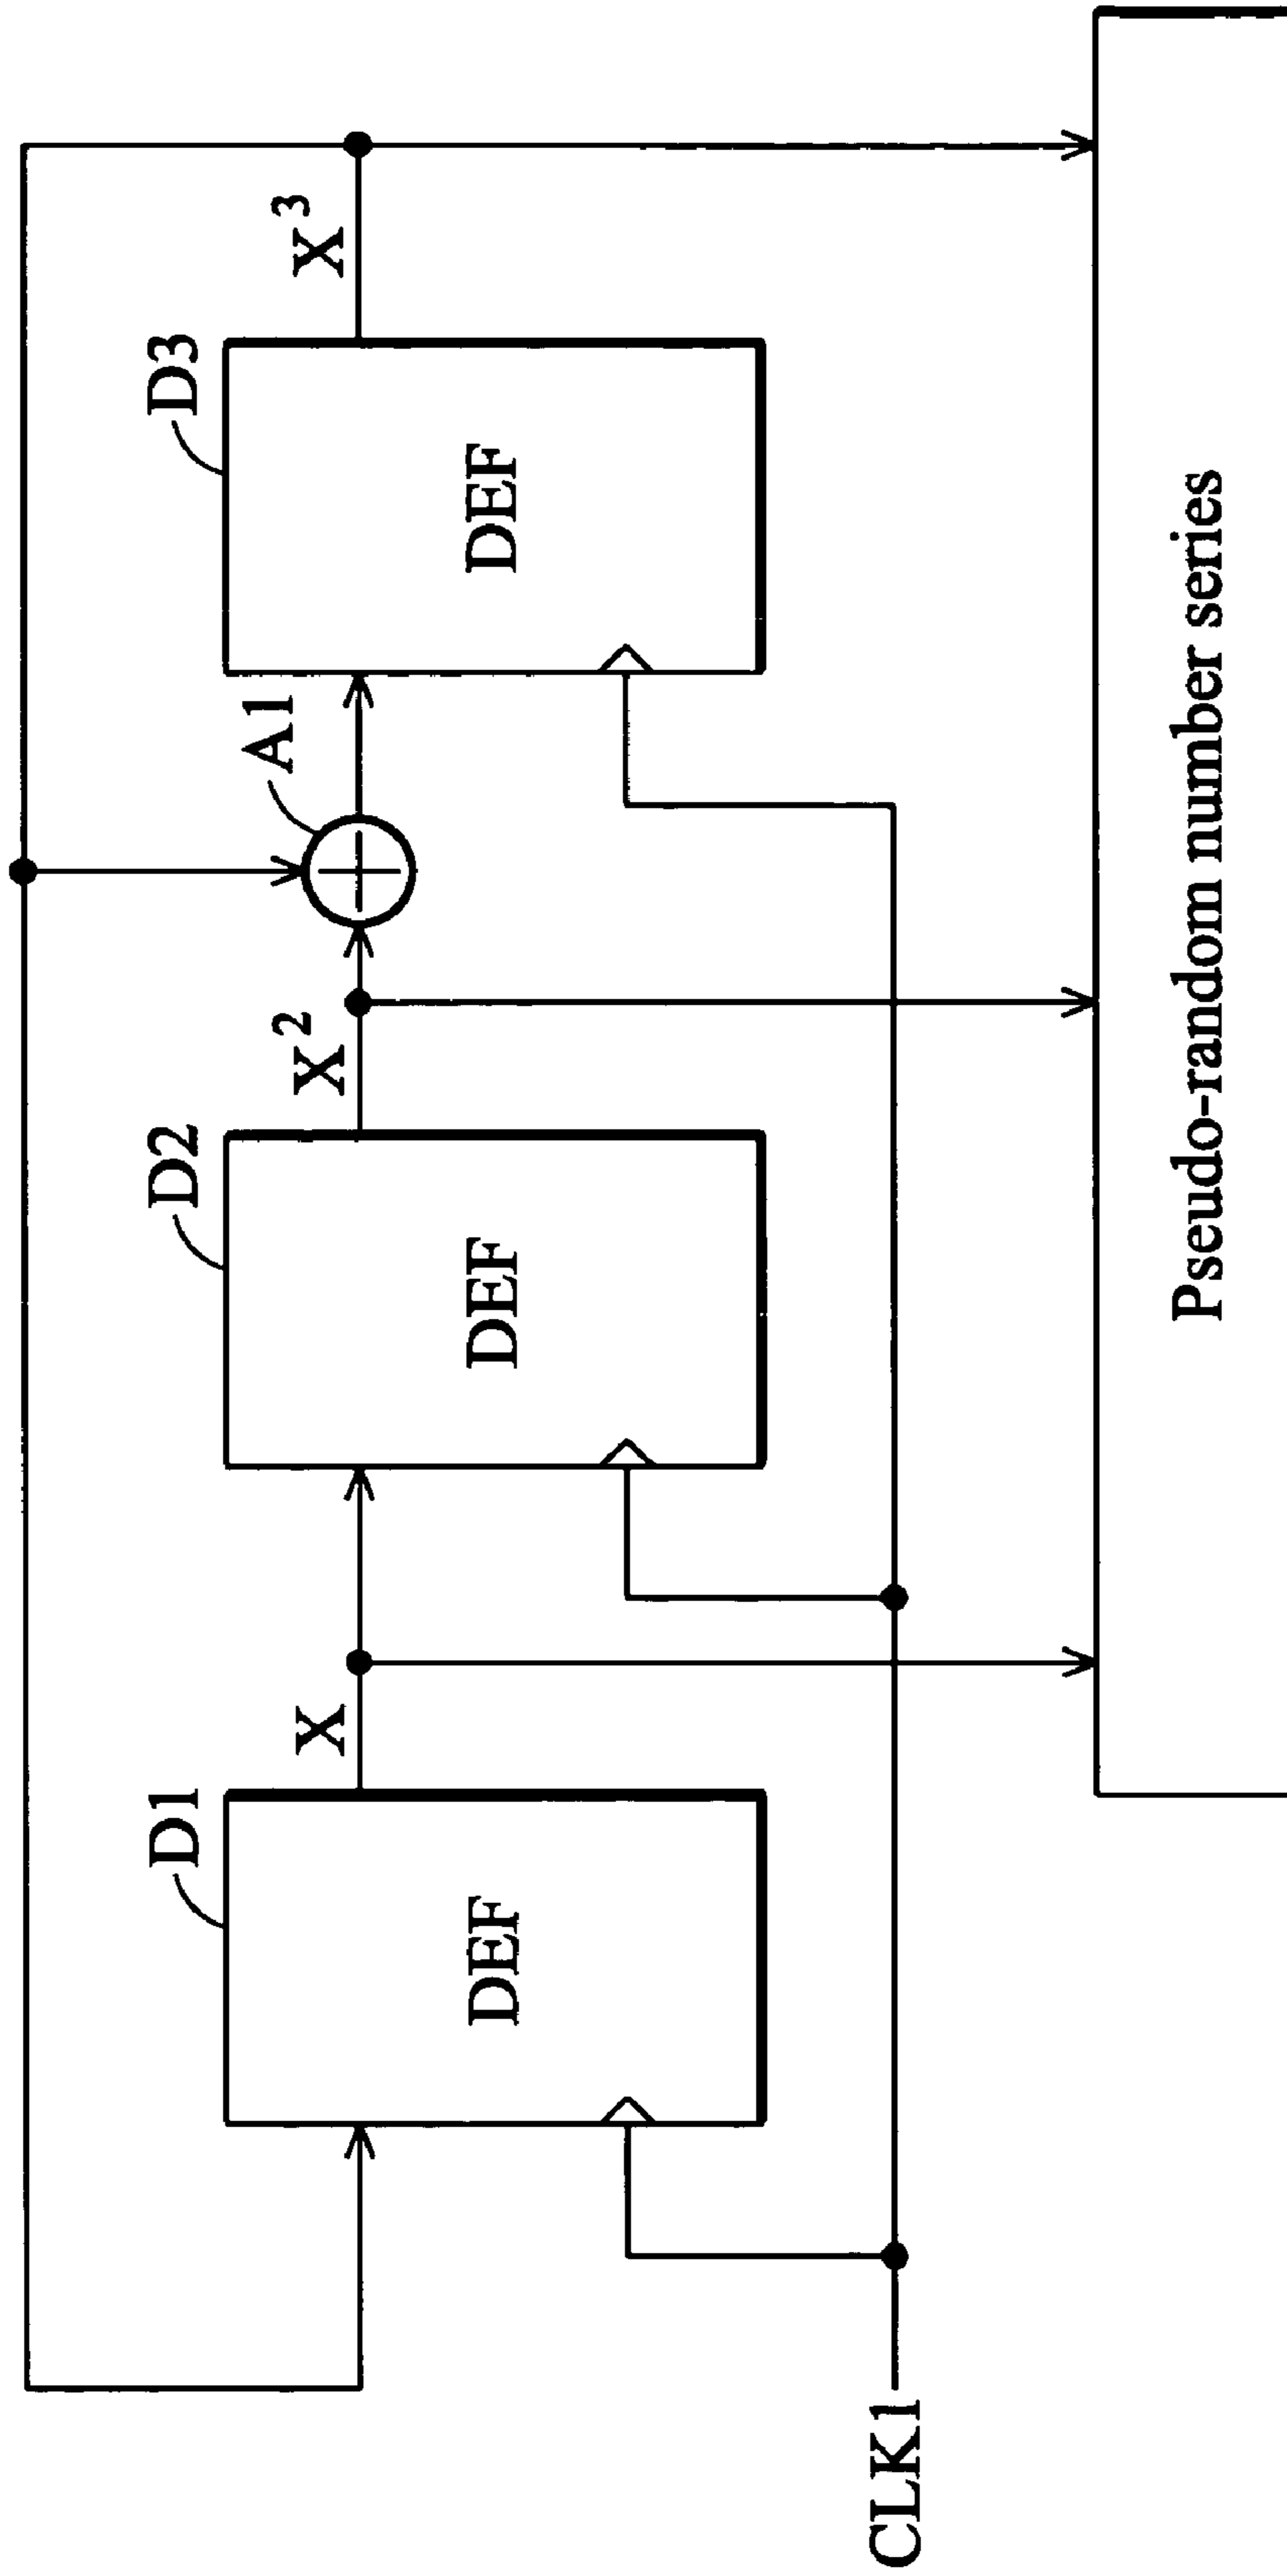 D1
D2
D3
X
X²
A1
X³
DEF
DEF
DEF
CLK1
Pseudo-random number series